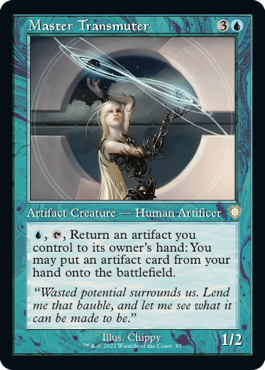 Master Transmuter 3
Artifact Creature — Human Artificer
, , Return an artifact you
control to its owner's hand: You
may put an artifact card from your
hand onto the battlefield.
"Wasted potential surrounds us. Lend
me that bauble, and let me see what it
can be made to be."
Illus. Chippy
™ & © 2022 Wizards of the Coast 81
1/2